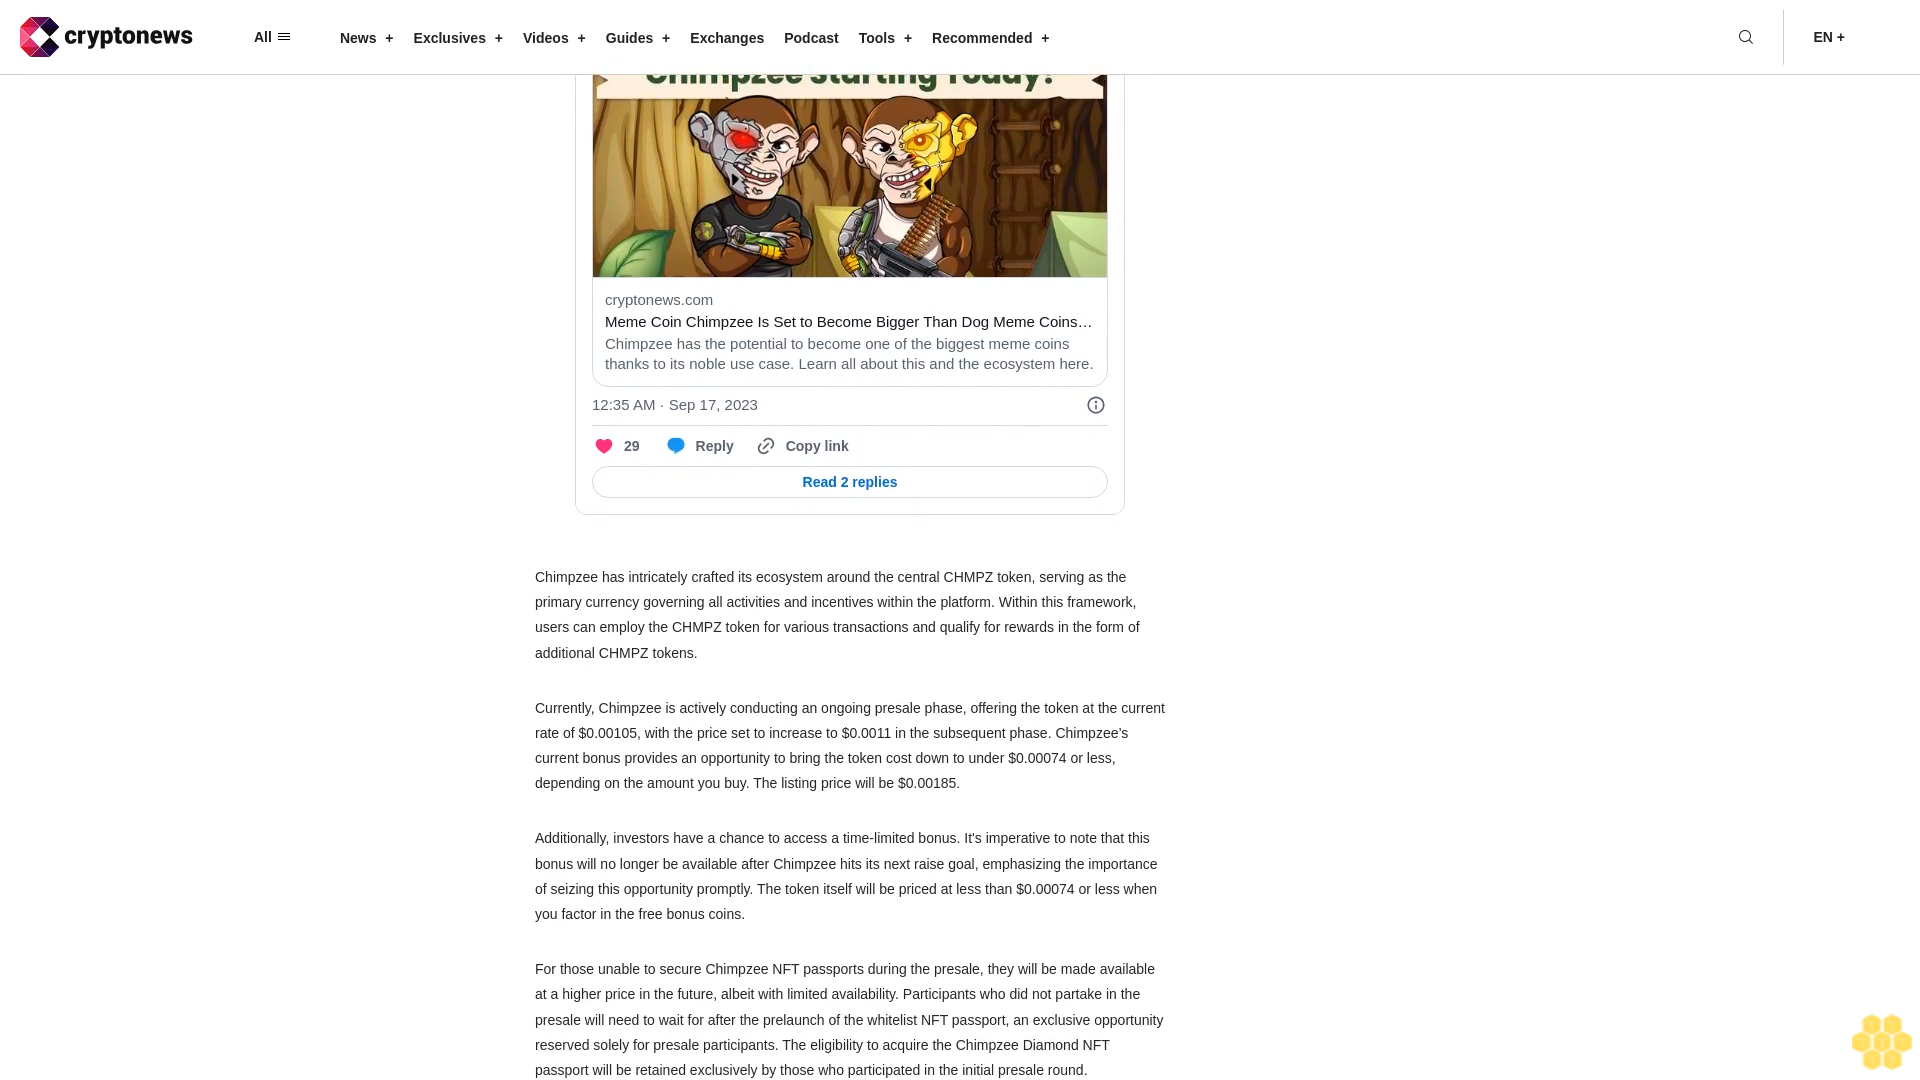 cryptonews
All
News +
Exclusives +
Videos +
Guides +
Exchanges
Podcast
Tools +
Recommended +
EN +
Chimpzee Starting Today!
cryptonews.com
Meme Coin Chimpzee Is Set to Become Bigger Than Dog Meme Coins…
Chimpzee has the potential to become one of the biggest meme coins
thanks to its noble use case. Learn all about this and the ecosystem here.
12:35 AM · Sep 17, 2023
29
Reply
Copy link
Read 2 replies
Chimpzee has intricately crafted its ecosystem around the central CHMPZ token, serving as the
primary currency governing all activities and incentives within the platform. Within this framework,
users can employ the CHMPZ token for various transactions and qualify for rewards in the form of
additional CHMPZ tokens.
Currently, Chimpzee is actively conducting an ongoing presale phase, offering the token at the current
rate of $0.00105, with the price set to increase to $0.0011 in the subsequent phase. Chimpzee’s
current bonus provides an opportunity to bring the token cost down to under $0.00074 or less,
depending on the amount you buy. The listing price will be $0.00185.
Additionally, investors have a chance to access a time-limited bonus. It's imperative to note that this
bonus will no longer be available after Chimpzee hits its next raise goal, emphasizing the importance
of seizing this opportunity promptly. The token itself will be priced at less than $0.00074 or less when
you factor in the free bonus coins.
For those unable to secure Chimpzee NFT passports during the presale, they will be made available
at a higher price in the future, albeit with limited availability. Participants who did not partake in the
presale will need to wait for after the prelaunch of the whitelist NFT passport, an exclusive opportunity
reserved solely for presale participants. The eligibility to acquire the Chimpzee Diamond NFT
passport will be retained exclusively by those who participated in the initial presale round.